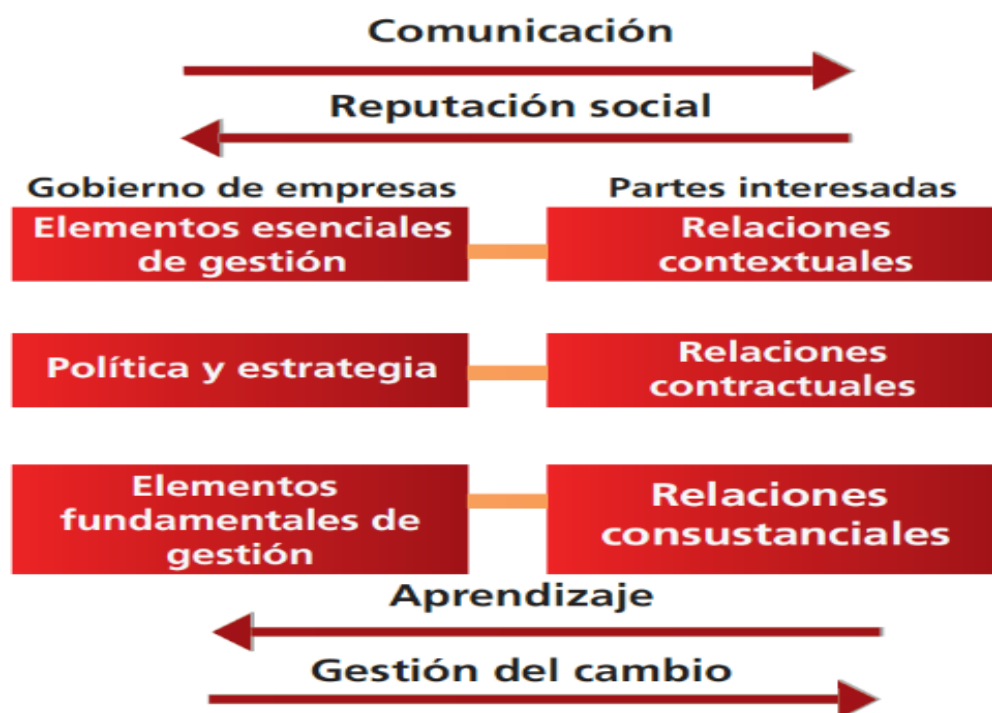 Comunicación
Reputación social
Gobierno de empresas
Partes interesadas
Elementos esenciales
de gestión
Relaciones
contextuales
Política y estrategia
Relaciones
contractuales
Elementos
fundamentales de
gestión
Relaciones
consustanciales
Aprendizaje
Gestión del cambio